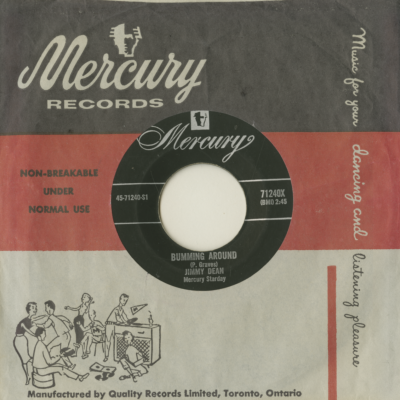 Mercury
RECORDS
Music for your dancing and listening pleasure
NON-BREAKABLE
UNDER
NORMAL USE
Mercury
45-71240-S1
71240X
(BMI) 2:45
BUMMING AROUND
(P. Graves)
JIMMY DEAN
Mercury Starday
Manufactured by Quality Records Limited, Toronto, Ontario